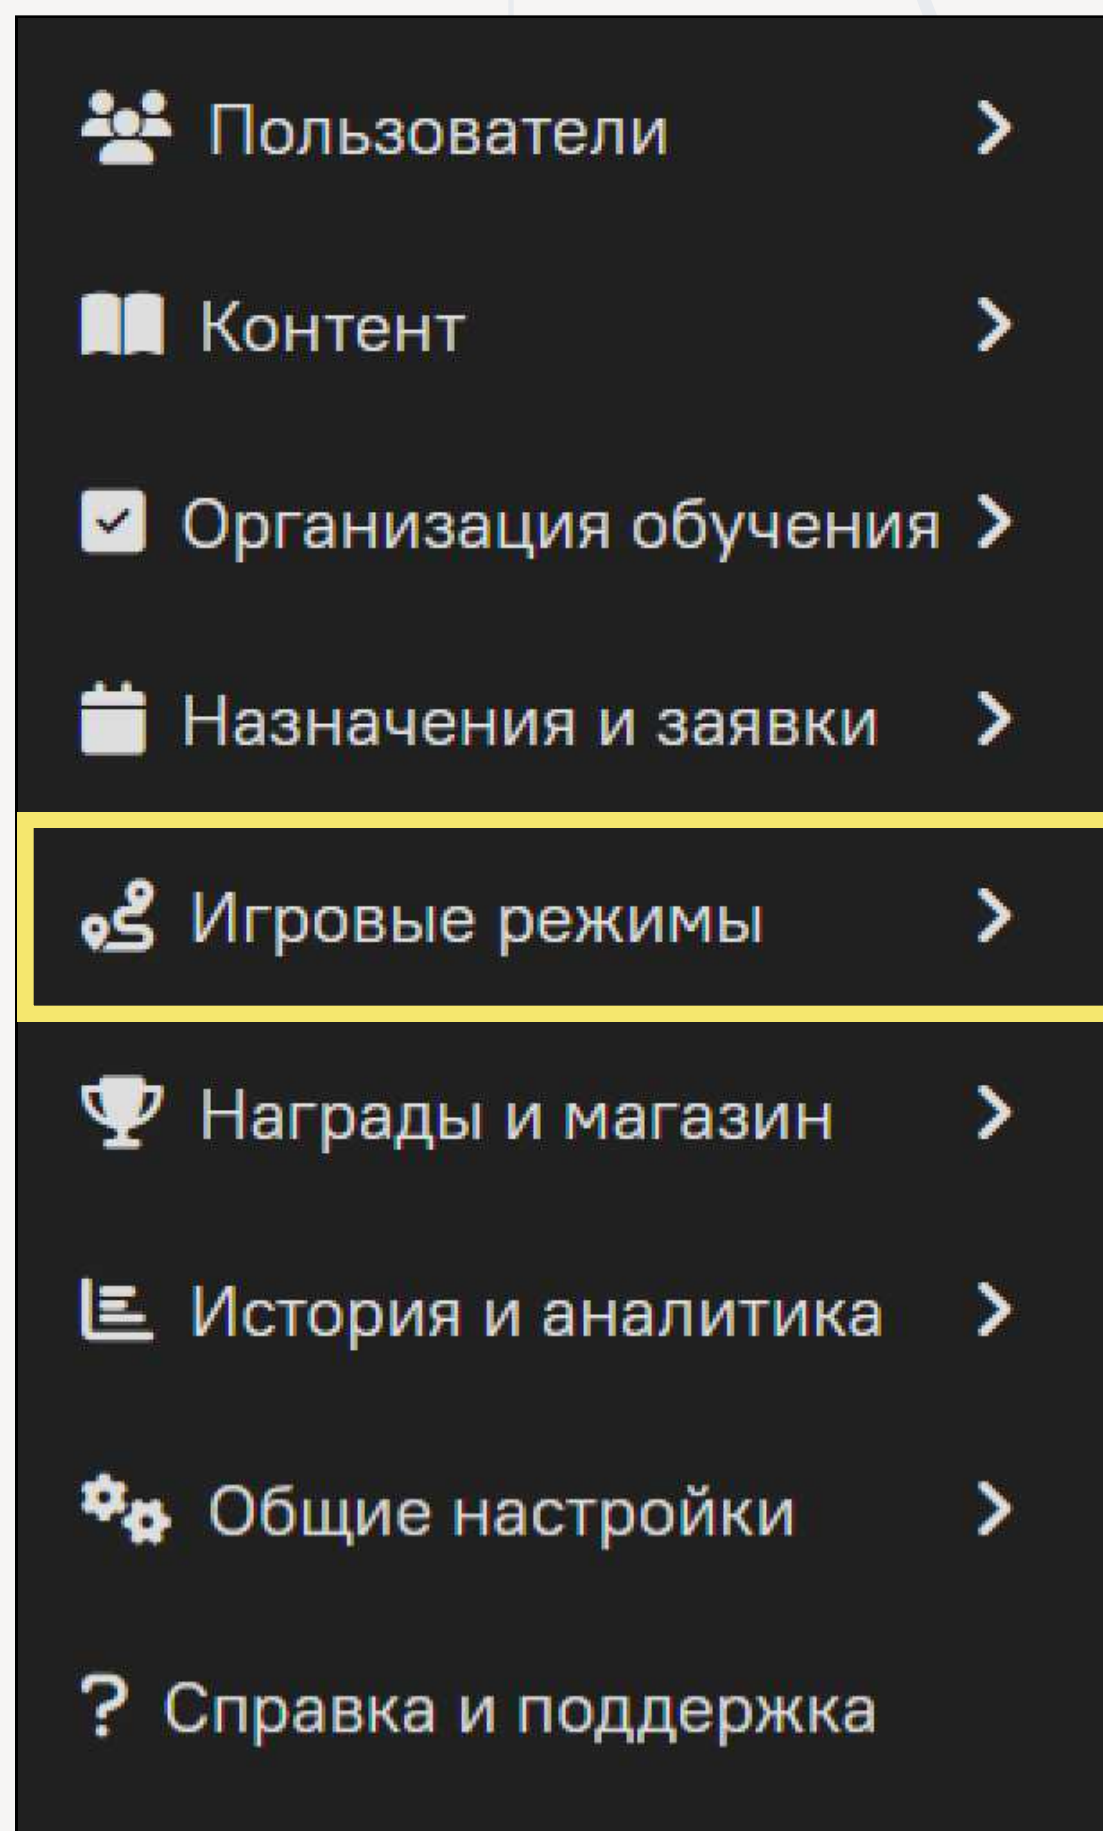 Пользователи
Контент
Организация обучения
Назначения и заявки
Игровые режимы
Награды и магазин
История и аналитика
Общие настройки
? Справка и поддержка